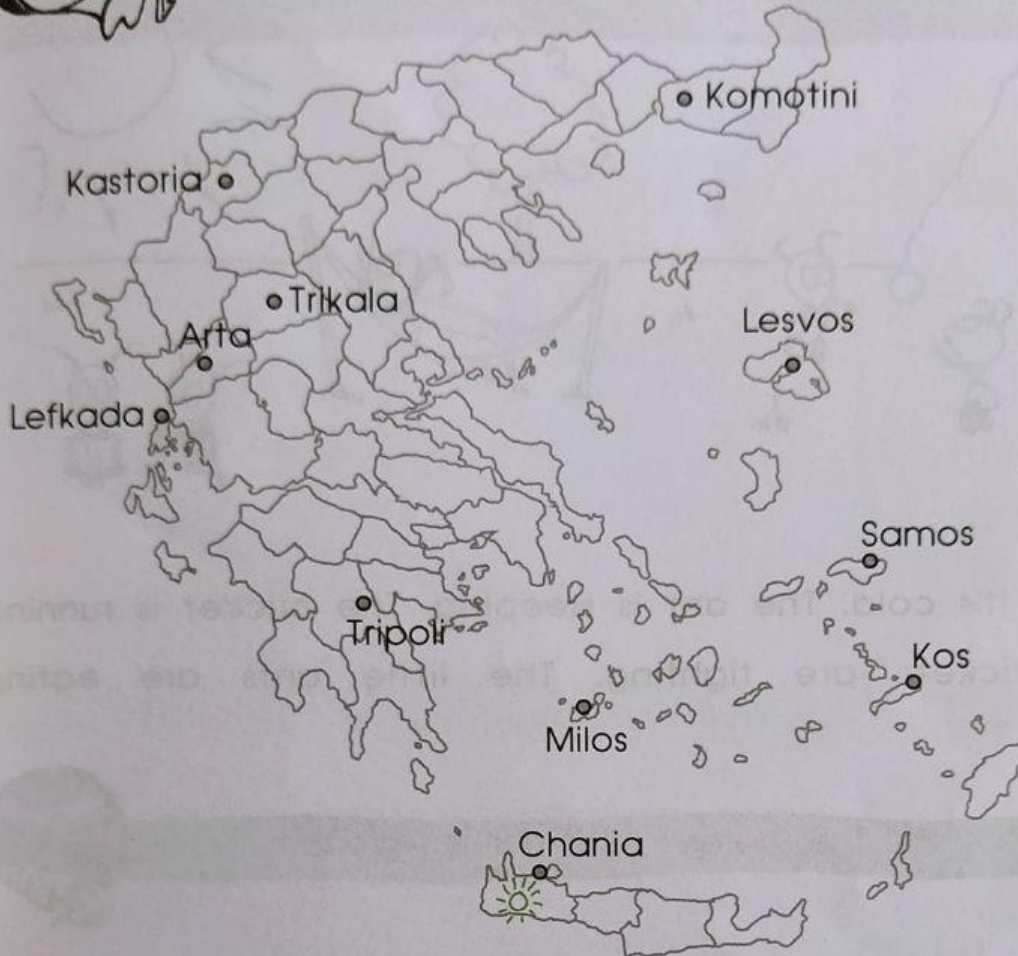 Komotini
Kastoria
Trikala
Lesvos
Arta
Lefkada
Samos
Tripoli
Kos
Milos
Chania